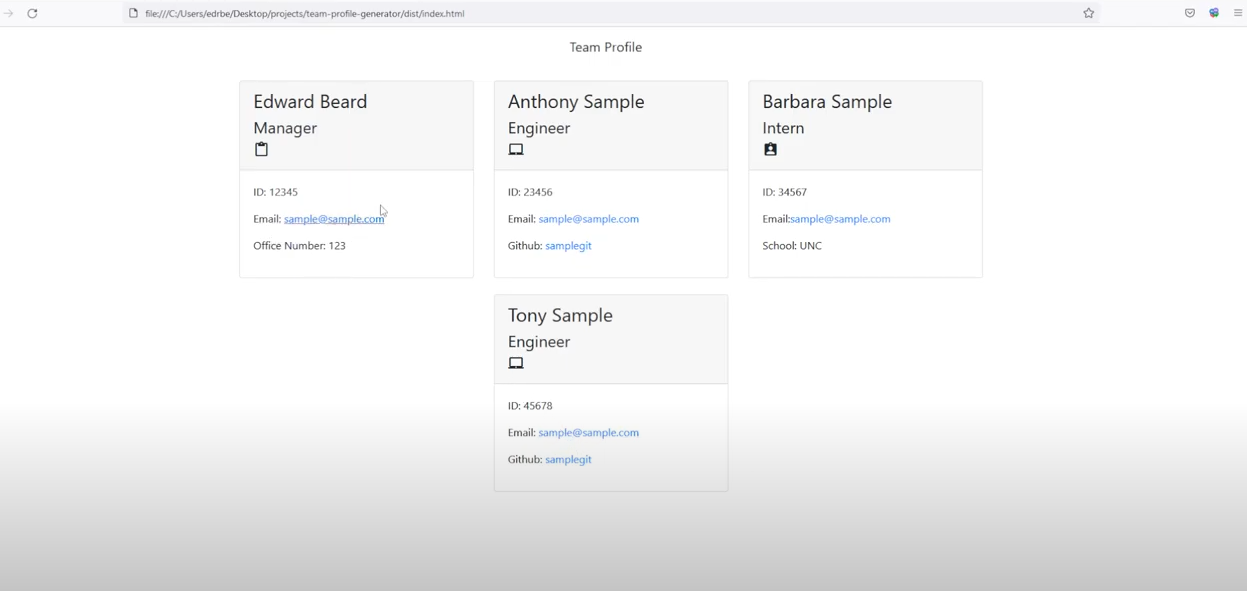 file:///C:/Users/edrbe/Desktop/projects/team-profile-generator/dist/index.html
Team Profile
Edward Beard
Manager
ID: 12345
Email: sample@sample.com
Office Number: 123
Anthony Sample
Engineer
ID: 23456
Email: sample@sample.com
Github: samplegit
Barbara Sample
Intern
ID: 34567
Email:sample@sample.com
School: UNC
Tony Sample
Engineer
ID: 45678
Email: sample@sample.com
Github: samplegit